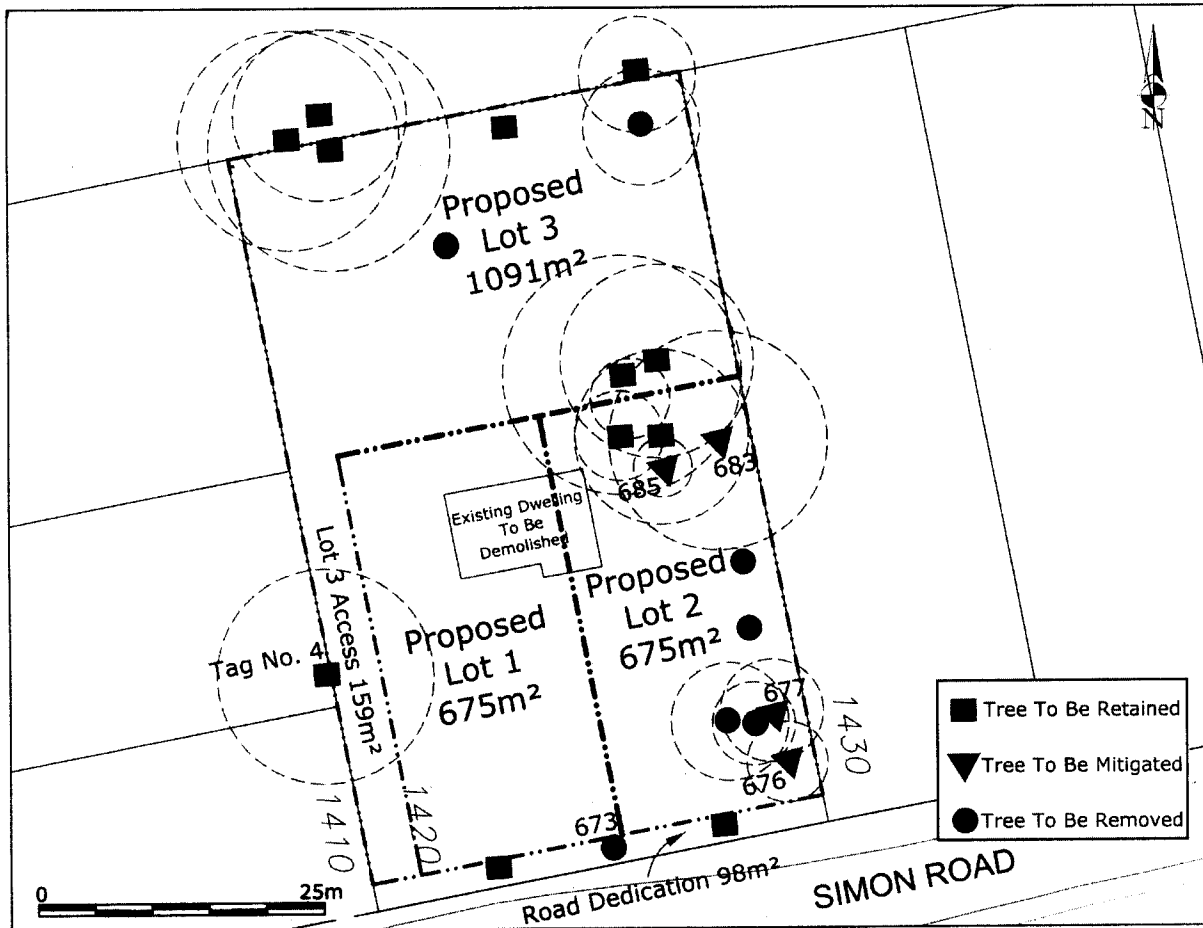 N
Proposed
Lot 3
1091m²
683
685
Existing Dwelling
To Be
Demolished
Lot 3 Access 159m²
Tag No. 4
Proposed
Lot 1
675m²
Proposed
Lot 2
675m²
677
676
1430
1410
1420
673
Road Dedication 98m²
SIMON ROAD
0 25m
Tree To Be Retained
Tree To Be Mitigated
Tree To Be Removed